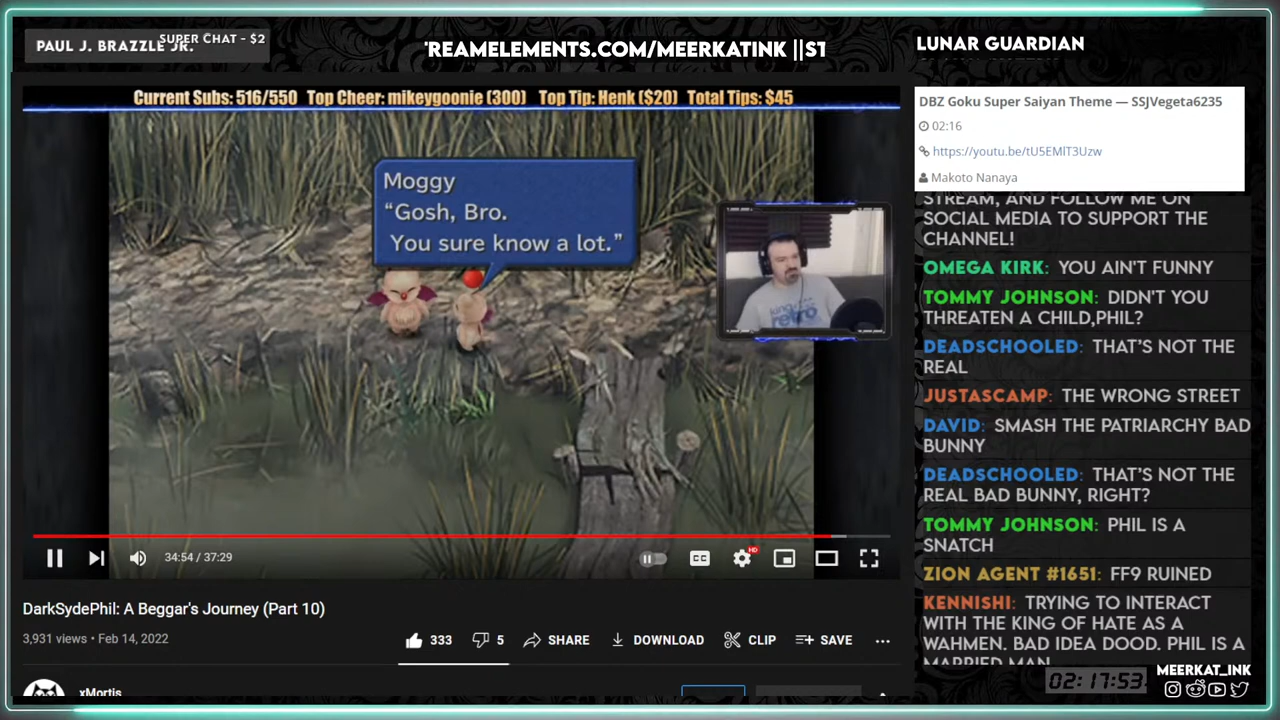 PAUL J. BRAZZLE JR.
SUPER CHAT - $2
'REAMELEMENTS.COM/MEERKATINK ||ST
LUNAR GUARDIAN
Current Subs: 516/550 Top Cheer: mikeygoonie (300) Top Tip: Henk ($20) Total Tips: $45
Moggy
“Gosh, Bro.
You sure know a lot.”
retro
34:54 / 37:29
CC
HD
DarkSydePhil: A Beggar's Journey (Part 10)
3,931 views • Feb 14, 2022
333
5
SHARE
DOWNLOAD
CLIP
SAVE
xMortis
DBZ Goku Super Saiyan Theme — SSJVegeta6235
02:16
https://youtu.be/tU5EMlT3Uzw
Makoto Nanaya
STREAM, AND FOLLOW ME ON
SOCIAL MEDIA TO SUPPORT THE
CHANNEL!
OMEGA KIRK: YOU AIN'T FUNNY
TOMMY JOHNSON: DIDN'T YOU
THREATEN A CHILD,PHIL?
DEADSCHOOLED: THAT'S NOT THE
REAL
JUSTASCAMP: THE WRONG STREET
DAVID: SMASH THE PATRIARCHY BAD
BUNNY
DEADSCHOOLED: THAT'S NOT THE
REAL BAD BUNNY, RIGHT?
TOMMY JOHNSON: PHIL IS A
SNATCH
ZION AGENT #1651: FF9 RUINED
KENNISHI: TRYING TO INTERACT
WITH THE KING OF HATE AS A
WAHMEN. BAD IDEA DOOD. PHIL IS A
MARRIED MAN
02:17:53
MEERKAT_INK